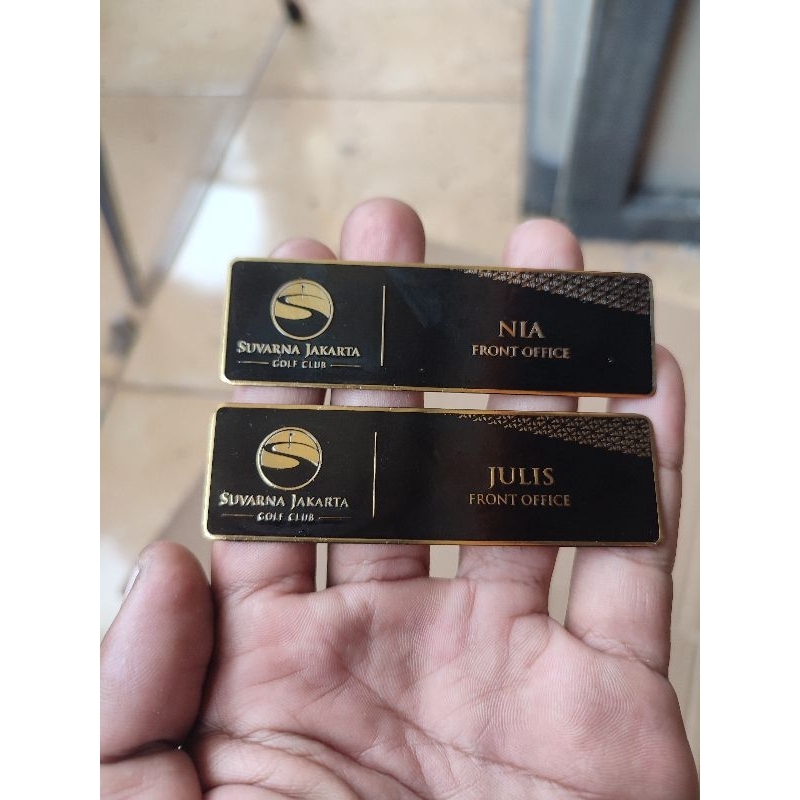 SUVARNA JAKARTA
GOLF CLUB
NIA
FRONT OFFICE
SUVARNA JAKARTA
GOLF CLUB
JULIS
FRONT OFFICE